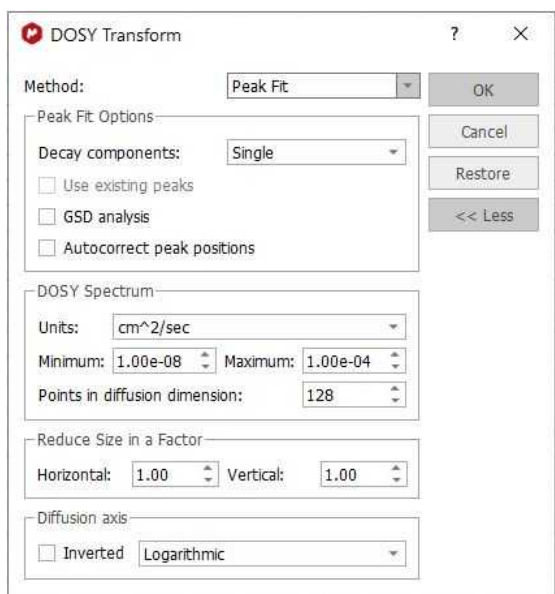 DOSY Transform ? ×
Method: Peak Fit OK
Peak Fit Options
Cancel
Decay components: Single
Restore
Use existing peaks
GSD analysis << Less
Autocorrect peak positions
DOSY Spectrum
Units: cm^2/sec
Minimum: 1.00e-08 Maximum: 1.00e-04
Points in diffusion dimension: 128
Reduce Size in a Factor
Horizontal: 1.00 Vertical: 1.00
Diffusion axis
Inverted Logarithmic